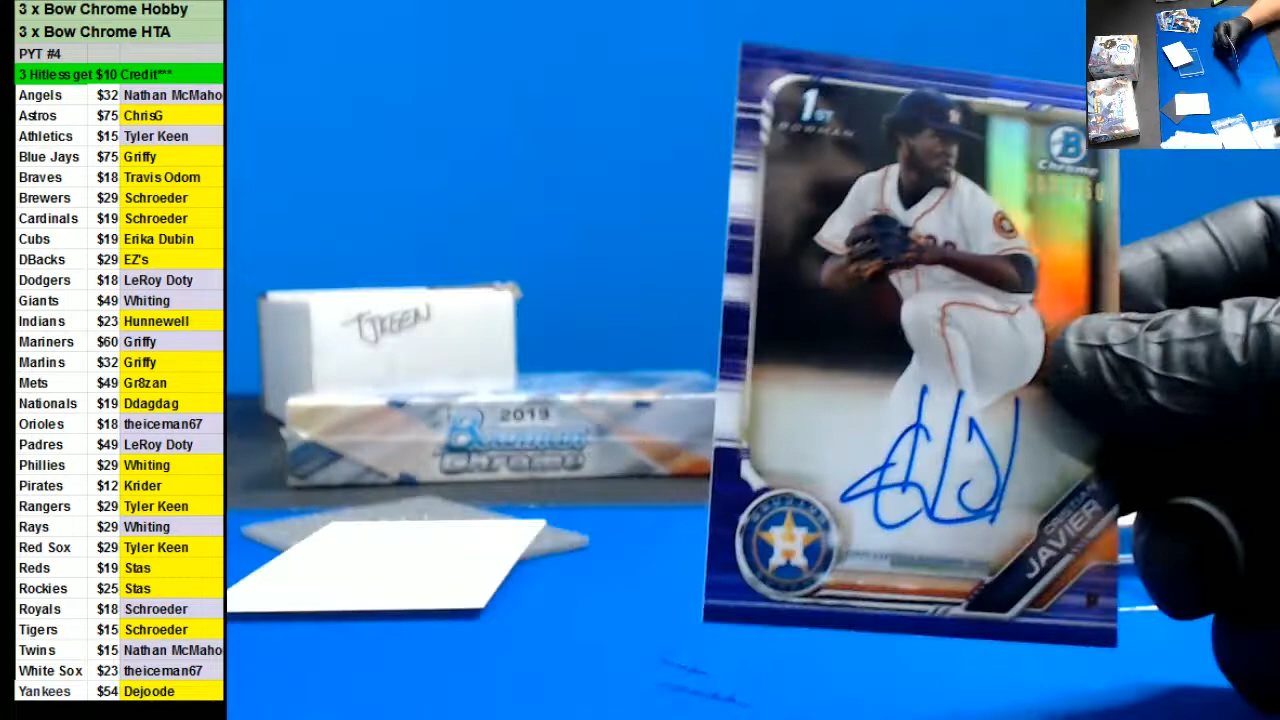 3 x Bow Chrome Hobby
3 x Bow Chrome HTA
PYT #4
3 Hitless get $10 Credit***
Angels $32 Nathan McMaho
Astros $75 ChrisG
Athletics $15 Tyler Keen
Blue Jays $75 Griffy
Braves $18 Travis Odom
Brewers $29 Schroeder
Cardinals $19 Schroeder
Cubs $19 Erika Dubin
DBacks $29 EZ's
Dodgers $18 LeRoy Doty
Giants $49 Whiting
Indians $23 Hunnewell
Mariners $60 Griffy
Marlins $32 Griffy
Mets $49 Gr8zan
Nationals $19 Ddagdag
Orioles $18 theiceman67
Padres $49 LeRoy Doty
Phillies $29 Whiting
Pirates $12 Krider
Rangers $29 Tyler Keen
Rays $29 Whiting
Red Sox $29 Tyler Keen
Reds $19 Stas
Rockies $25 Stas
Royals $18 Schroeder
Tigers $15 Schroeder
Twins $15 Nathan McMaho
White Sox $23 theiceman67
Yankees $54 Dejoode
TJKEEN
2019
Bowman
Chrome
1ST
BOWMAN
B
Chrome
H
JAVIER